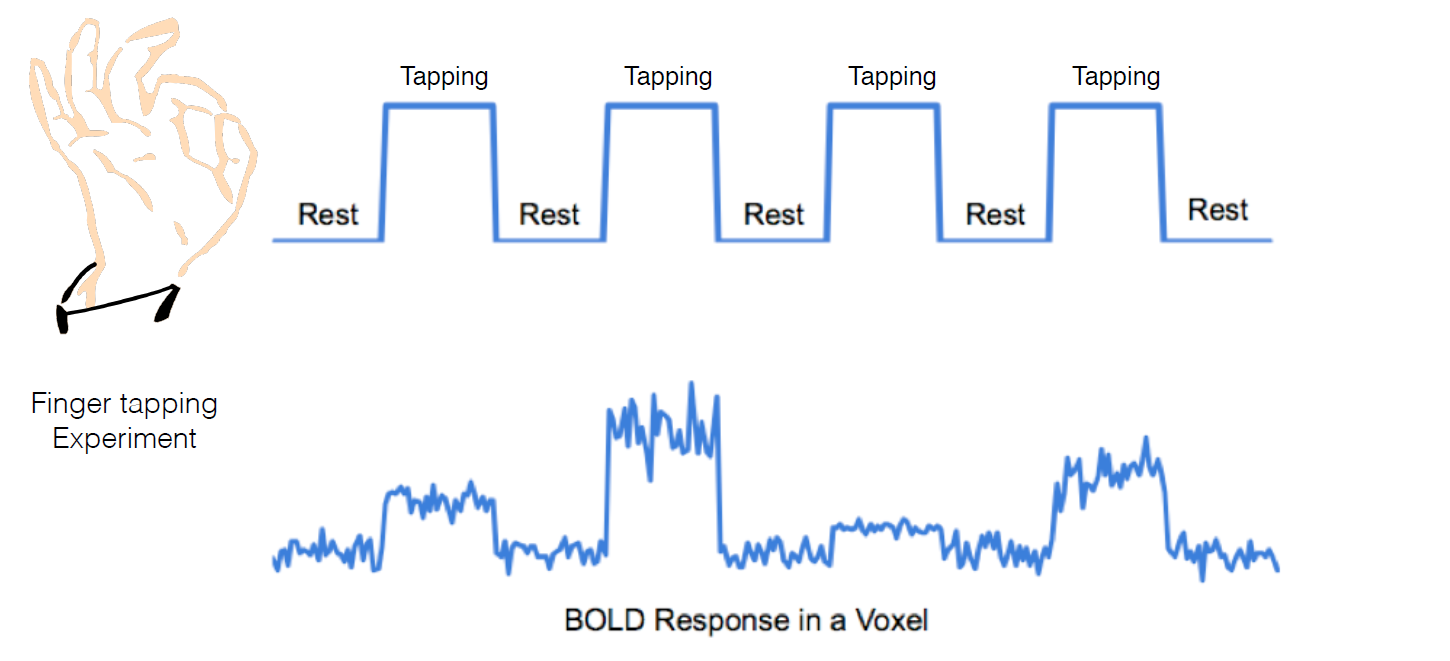 Tapping
Tapping
Tapping
Tapping
Rest
Rest
Rest
Rest
Rest
Finger tapping
Experiment
BOLD Response in a Voxel